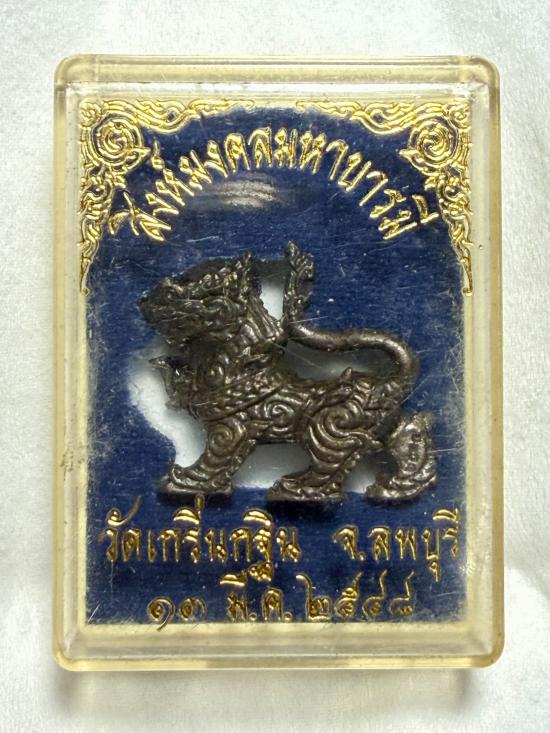 สิงห์มงคลมหาบารมี
วัดเกริ่นกฐิน จ.ลพบุรี
๑๓ มี.ค. ๒๕๔๘